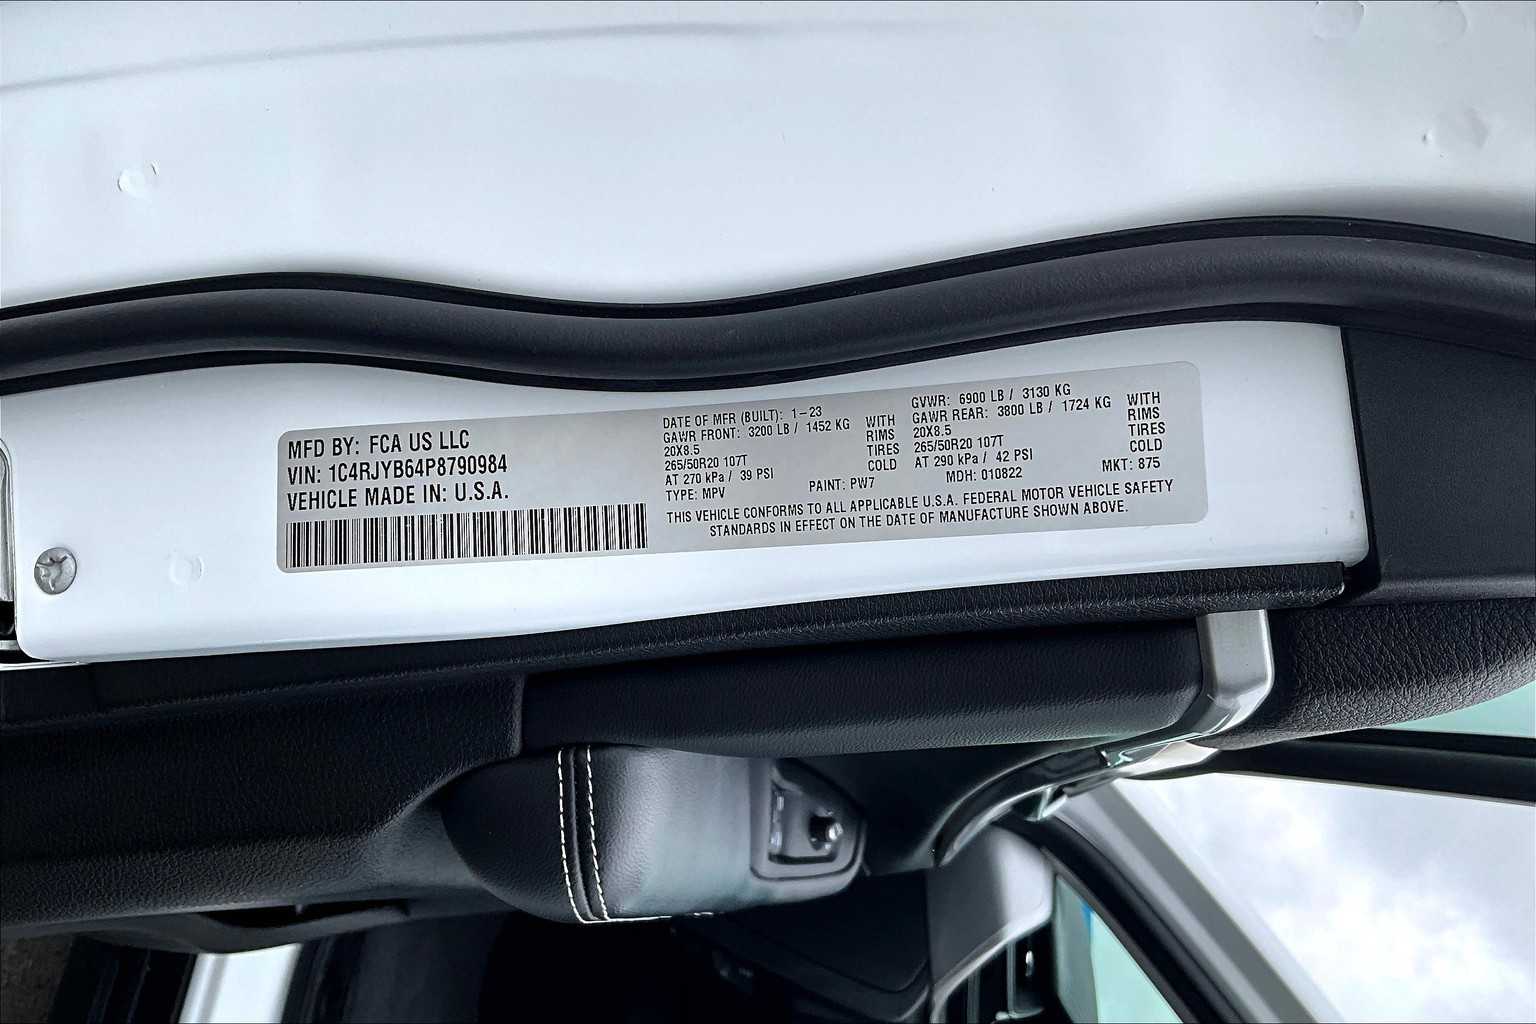 MFD BY: FCA US LLC
VIN: 1C4RJYB64P8790984
VEHICLE MADE IN: U.S.A.
DATE OF MFR (BUILT): 1-23
GAWR FRONT: 3200 LB / 1452 KG
20X8.5
265/50R20 107T
AT 270 kPa / 39 PSI
WITH
RIMS
TIRES
COLD
TYPE: MPV
PAINT: PW7
GVWR: 6900 LB / 3130 KG
GAWR REAR: 3800 LB / 1724 KG
20X8.5
265/50R20 107T
AT 290 kPa / 42 PSI
WITH
RIMS
TIRES
COLD
MDH: 010822
MKT: 875
THIS VEHICLE CONFORMS TO ALL APPLICABLE U.S.A. FEDERAL MOTOR VEHICLE SAFETY
STANDARDS IN EFFECT ON THE DATE OF MANUFACTURE SHOWN ABOVE.